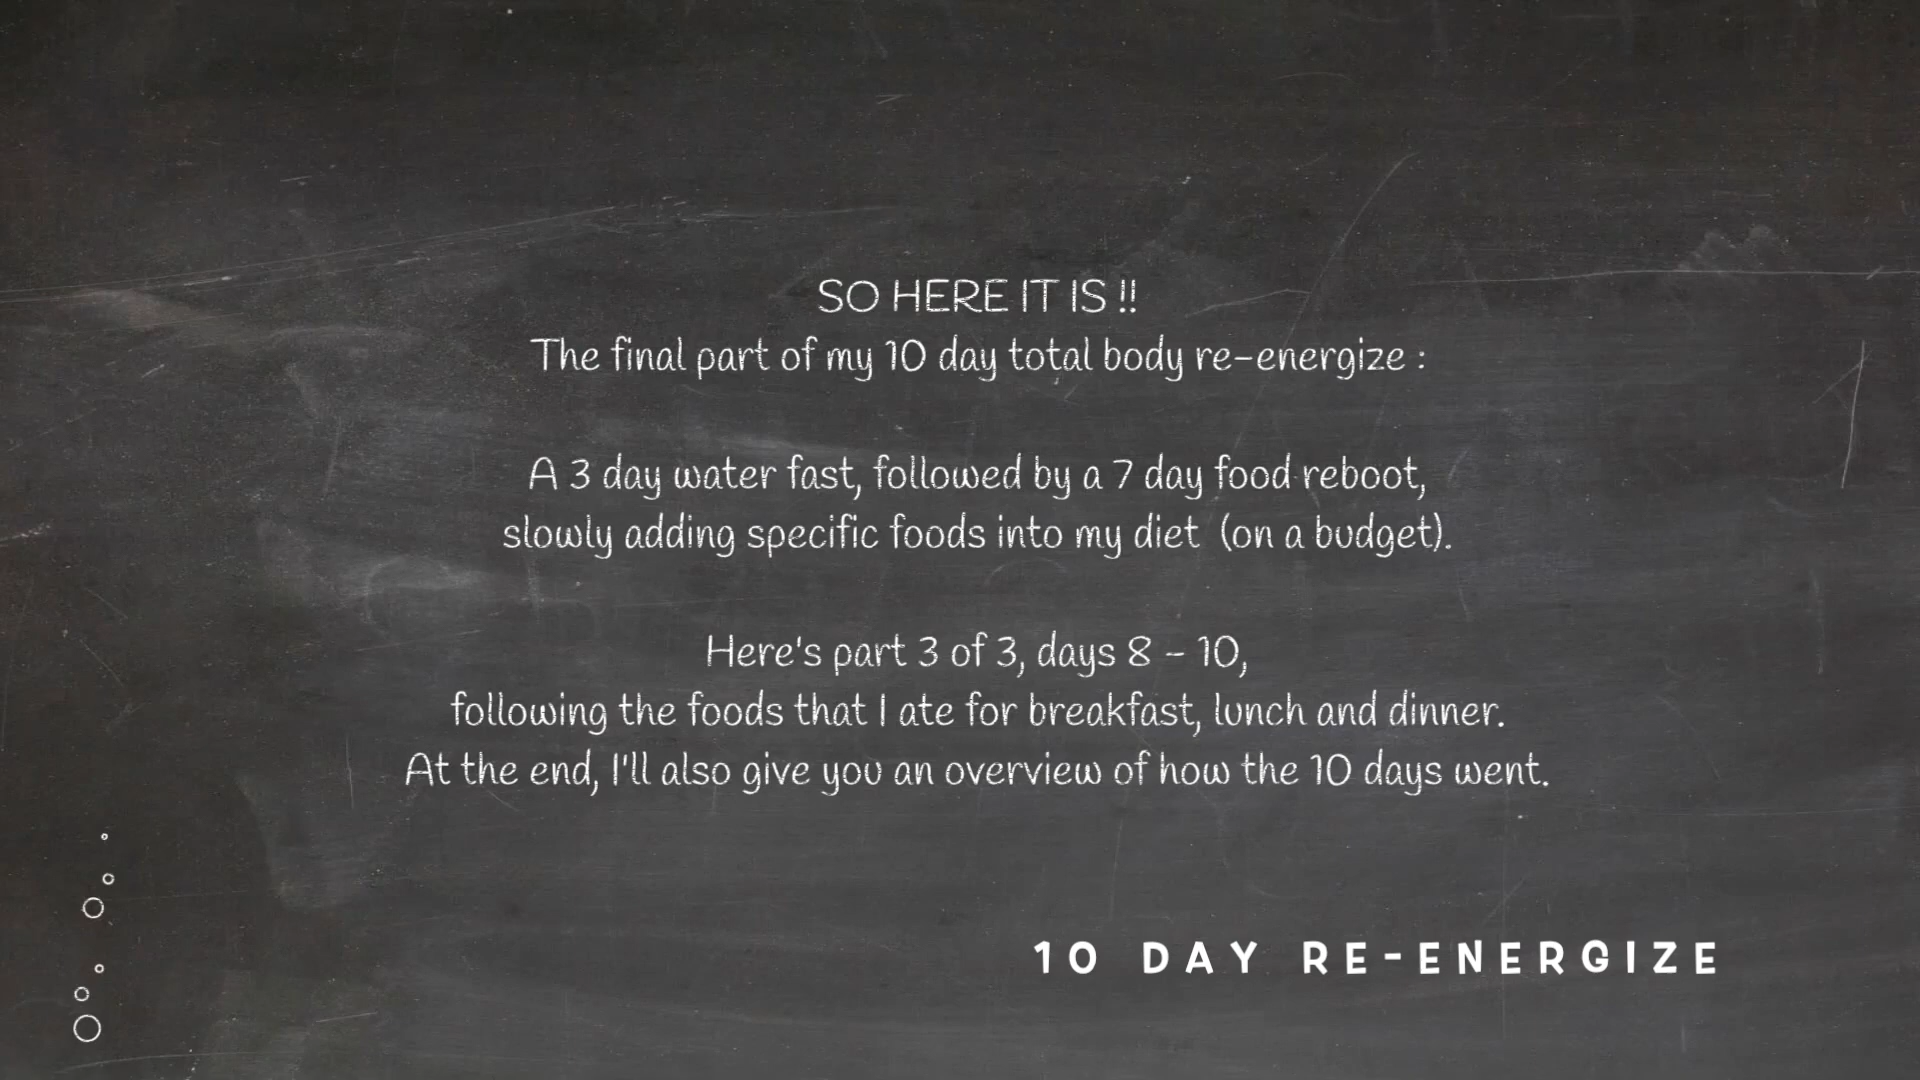 SO HERE IT IS !!
The final part of my 10 day total body re-energize :
A 3 day water fast, followed by a 7 day food reboot,
slowly adding specific foods into my diet (on a budget).
Here's part 3 of 3, days 8 - 10,
following the foods that I ate for breakfast, lunch and dinner.
At the end, I'll also give you an overview of how the 10 days went.
10 DAY RE-ENERGIZE